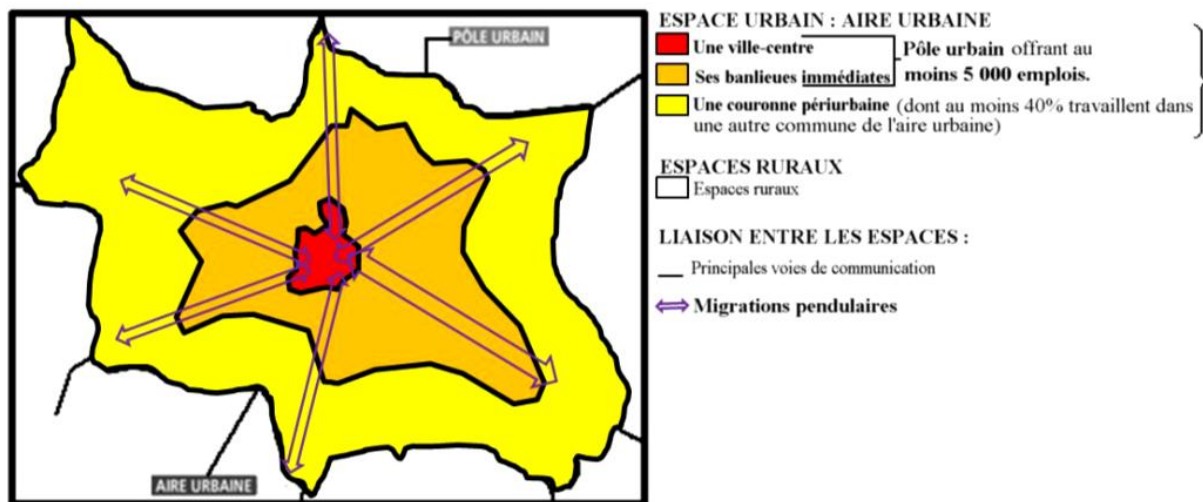 PÔLE URBAIN
AIRE URBAINE
ESPACE URBAIN : AIRE URBAINE
Une ville-centre
Ses banlieues immédiates
Pôle urbain offrant au
moins 5 000 emplois.
Une couronne périurbaine (dont au moins 40% travaillent dans
une autre commune de l'aire urbaine)
ESPACES RURAUX
Espaces ruraux
LIAISON ENTRE LES ESPACES :
Principales voies de communication
Migrations pendulaires